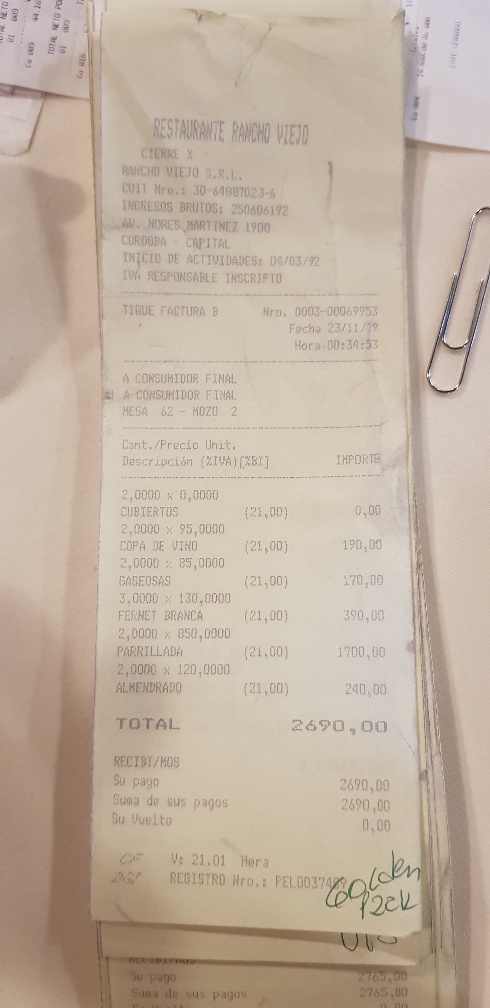 RESTAURANTE RANCHO VIEJO
CIERRE X
RANCHO VIEJO S.R.L.
CUIT Nro.: 30-64887023-6
INGRESOS BRUTOS: 250606192
AV. NORES MARTINEZ 1900
CORDOBA - CAPITAL
INICIO DE ACTIVIDADES: 04/03/92
IVA RESPONSABLE INSCRIPTO
TIQUE FACTURA B Nro. 0003-00069953
Fecha 23/11/19
Hora 00:34:53
A CONSUMIDOR FINAL
A CONSUMIDOR FINAL
MESA 62 - MOZO 2
Cant./Precio Unit.
Descripción (%IVA)[%BI] IMPORTE
2,0000 x 0,0000
CUBIERTOS (21,00) 0,00
2,0000 x 95,0000
COPA DE VINO (21,00) 190,00
2,0000 x 85,0000
GASEOSAS (21,00) 170,00
3,0000 x 130,0000
FERNET BRANCA (21,00) 390,00
2,0000 x 850,0000
PARRILLADA (21,00) 1700,00
2,0000 x 120,0000
ALMENDRADO (21,00) 240,00
TOTAL 2690,00
RECIBI/MOS
Su pago 2690,00
Suma de sus pagos 2690,00
Su Vuelto 0,00
V: 21.01 Hera
REGISTRO Nro.: PEL0037489
Golden
RECIBI/MOS
Su pago 2765,00
Suma de sus pagos 2765,00